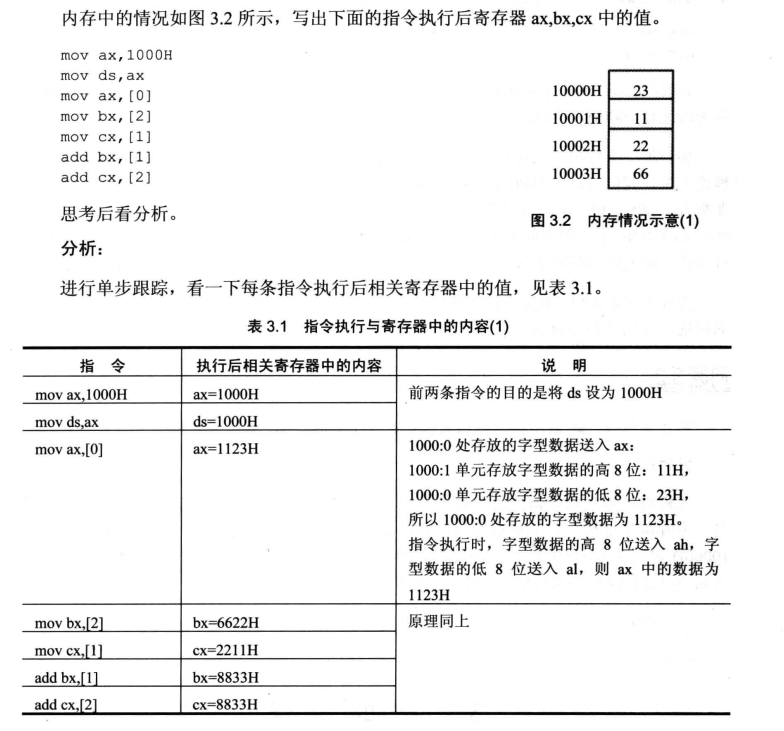 内存中的情况如图 3.2 所示，写出下面的指令执行后寄存器 ax,bx,cx 中的值。
mov ax,1000H
mov ds,ax
mov ax,[0]
mov bx,[2]
mov cx,[1]
add bx,[1]
add cx,[2]
10000H 23
10001H 11
10002H 22
10003H 66
图 3.2 内存情况示意(1)
思考后看分析。
分析：
进行单步跟踪，看一下每条指令执行后相关寄存器中的值，见表 3.1。
表 3.1 指令执行与寄存器中的内容(1)
指 令 执行后相关寄存器中的内容 说 明
mov ax,1000H ax=1000H 前两条指令的目的是将 ds 设为 1000H
mov ds,ax ds=1000H
mov ax,[0] ax=1123H 1000:0 处存放的字型数据送入 ax：
1000:1 单元存放字型数据的高 8 位：11H，
1000:0 单元存放字型数据的低 8 位：23H，
所以 1000:0 处存放的字型数据为 1123H。
指令执行时，字型数据的高 8 位送入 ah，字
型数据的低 8 位送入 al，则 ax 中的数据为
1123H
mov bx,[2] bx=6622H 原理同上
mov cx,[1] cx=2211H
add bx,[1] bx=8833H
add cx,[2] cx=8833H